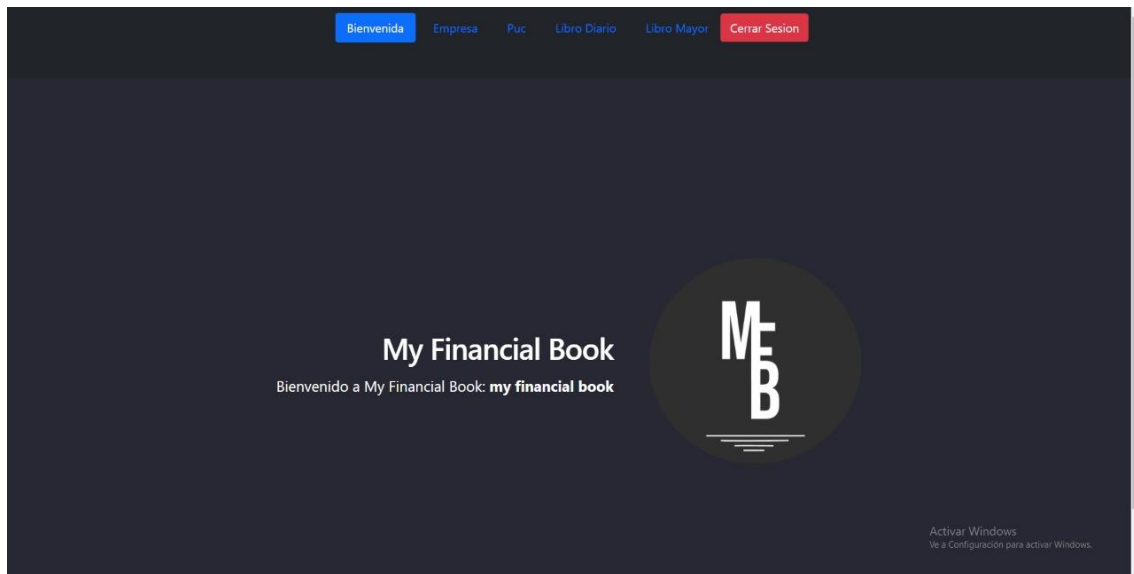 Bienvenida Empresa Puc Libro Diario Libro Mayor Cerrar Sesion
My Financial Book
Bienvenido a My Financial Book: my financial book
MFB
Activar Windows
Ve a Configuración para activar Windows.